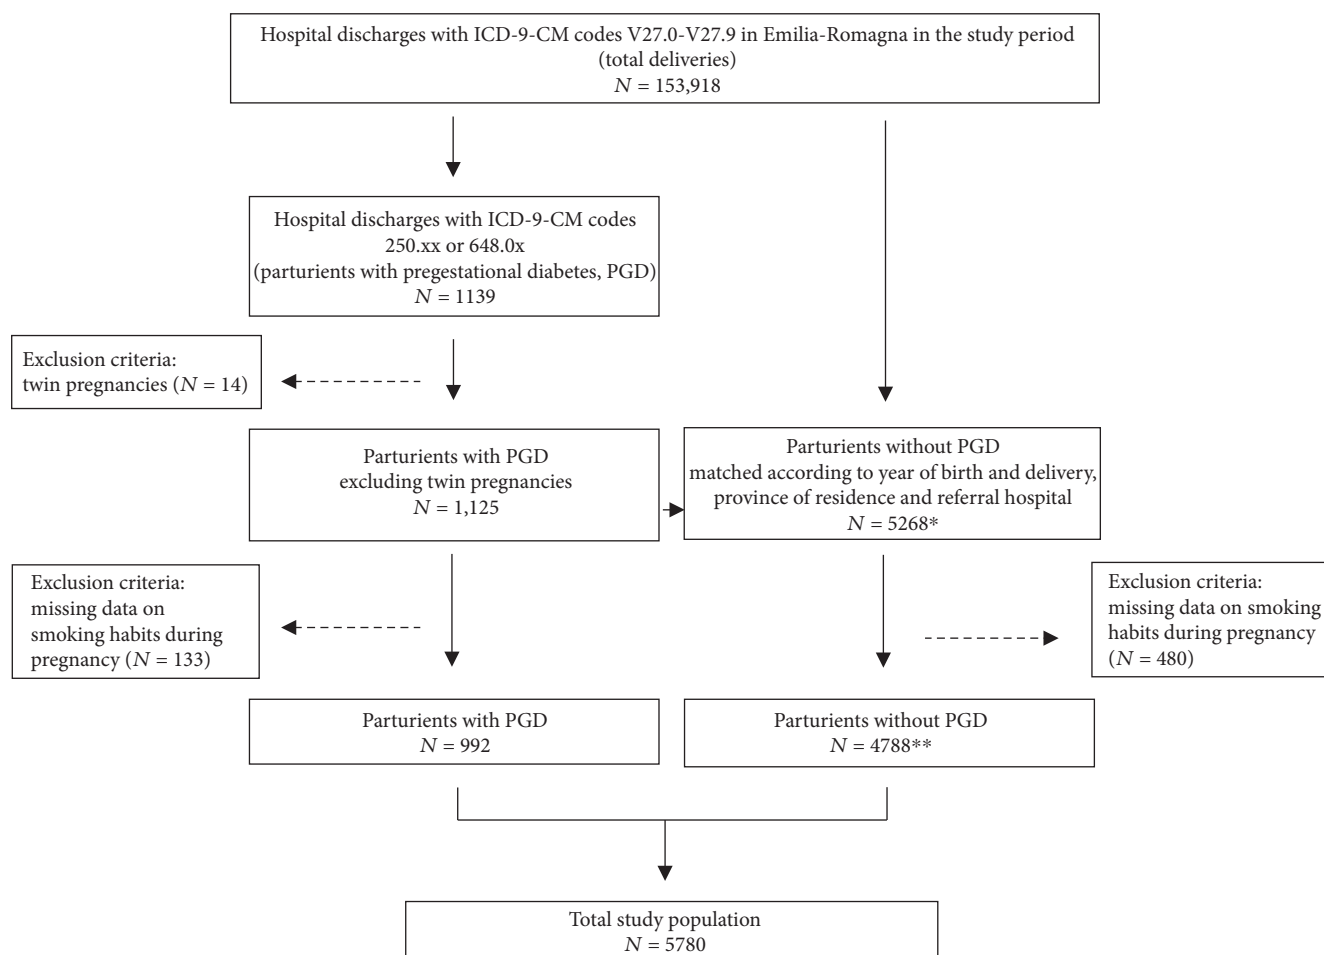 Hospital discharges with ICD-9-CM codes V27.0-V27.9 in Emilia-Romagna in the study period
(total deliveries)
N = 153,918
Hospital discharges with ICD-9-CM codes
250.xx or 648.0x
(parturients with pregestational diabetes, PGD)
N = 1139
Exclusion criteria:
twin pregnancies (N = 14)
Parturients with PGD
excluding twin pregnancies
N = 1,125
Parturients without PGD
matched according to year of birth and delivery,
province of residence and referral hospital
N = 5268*
Exclusion criteria:
missing data on
smoking habits during
pregnancy (N = 133)
Exclusion criteria:
missing data on smoking
habits during pregnancy
(N = 480)
Parturients with PGD
N = 992
Parturients without PGD
N = 4788**
Total study population
N = 5780